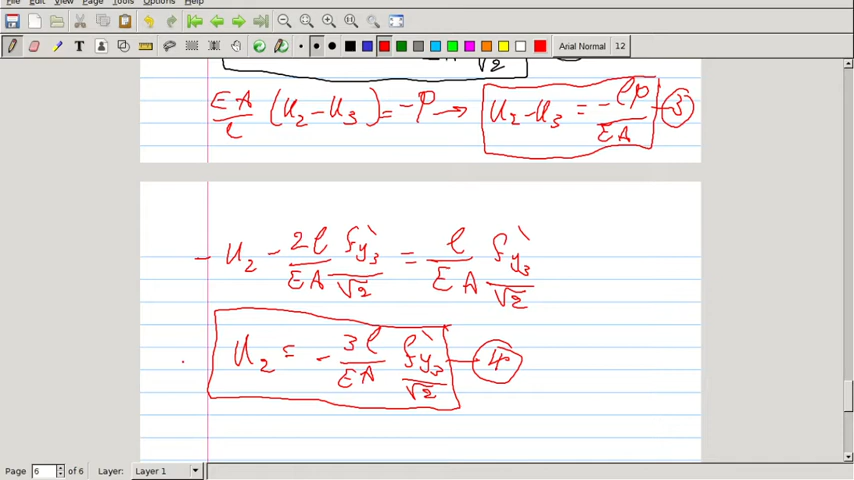 File Edit View Page Tools Options Help
Arial Normal 12
√2
EA/l (U₂-U₃) = -P → U₂-U₃ = -lP/EA ③
- U₂ - 2l/EA fy₃`/√2 = l/EA fy₃`/√2
U₂ = - 3l/EA fy₃`/√2 ④
Page 6 of 6 Layer: Layer 1